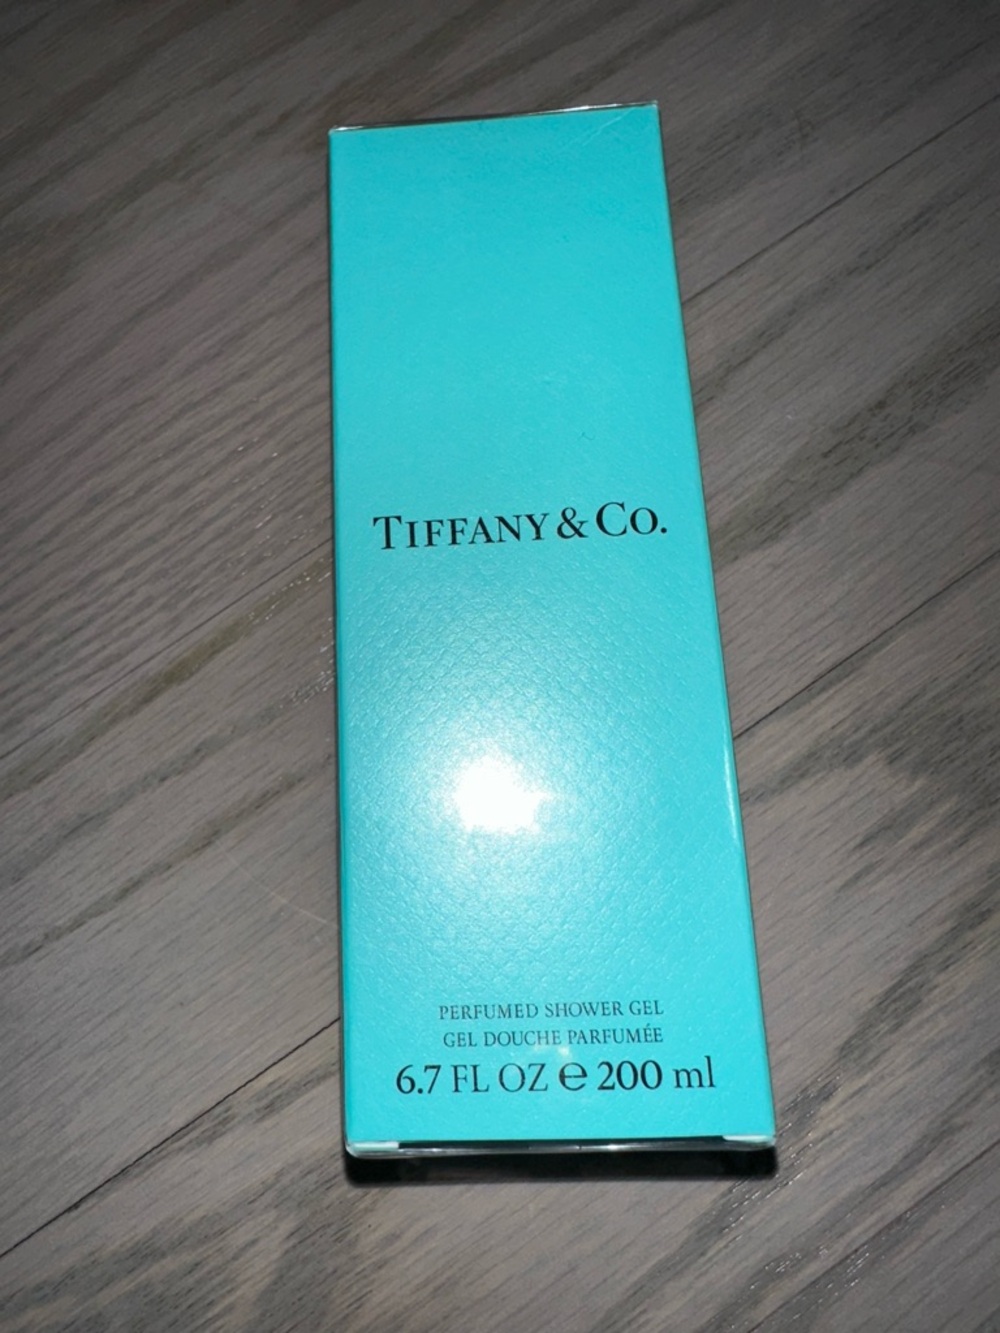 TIFFANY & CO.
PERFUMED SHOWER GEL
GEL DOUCHE PARFUMÉE
6.7 FL OZ ℮ 200 ml